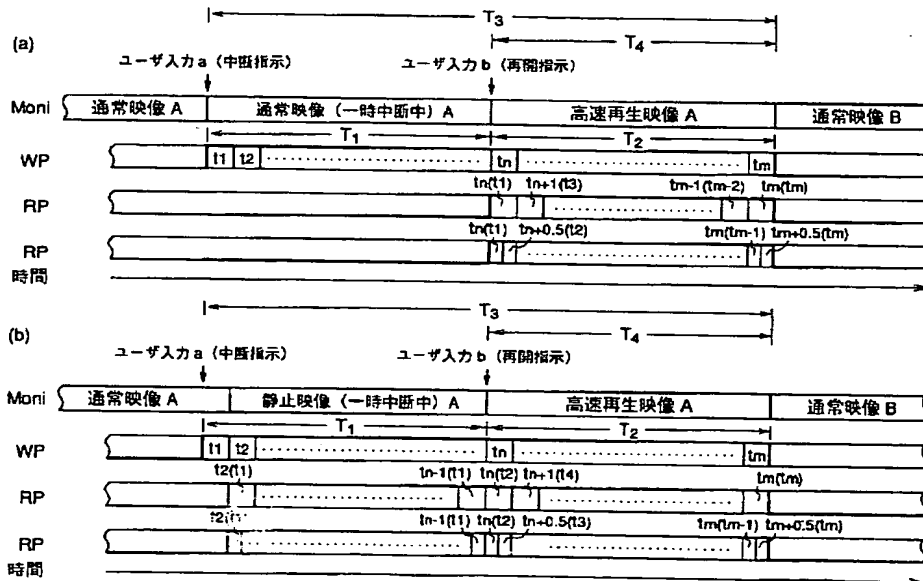 T3
(a)
T4
ユーザ入力 a (中断指示) ユーザ入力 b (再開指示)
Moni 通常映像 A 通常映像 (一時中断中) A 高速再生映像 A 通常映像 B
T1 T2
WP t1 t2 tn tm
tn(t1) tn+1(t3) tm-1(tm-2) tm(tm)
RP
tn(t1) tn+0.5(t2) tm(tm-1) tm+0.5(tm)
RP
時間
T3
(b)
T4
ユーザ入力 a (中断指示) ユーザ入力 b (再開指示)
Moni 通常映像 A 静止映像 (一時中断中) A 高速再生映像 A 通常映像 B
T1 T2
WP t1 t2 tn tm
t2(t1) tn-1(t1) tn(t2) tn+1(t4) tm(tm)
RP
tn-1(t1) tn(t2) tn+0.5(t3) tm(tm-1) tm+0.5(tm)
RP
時間